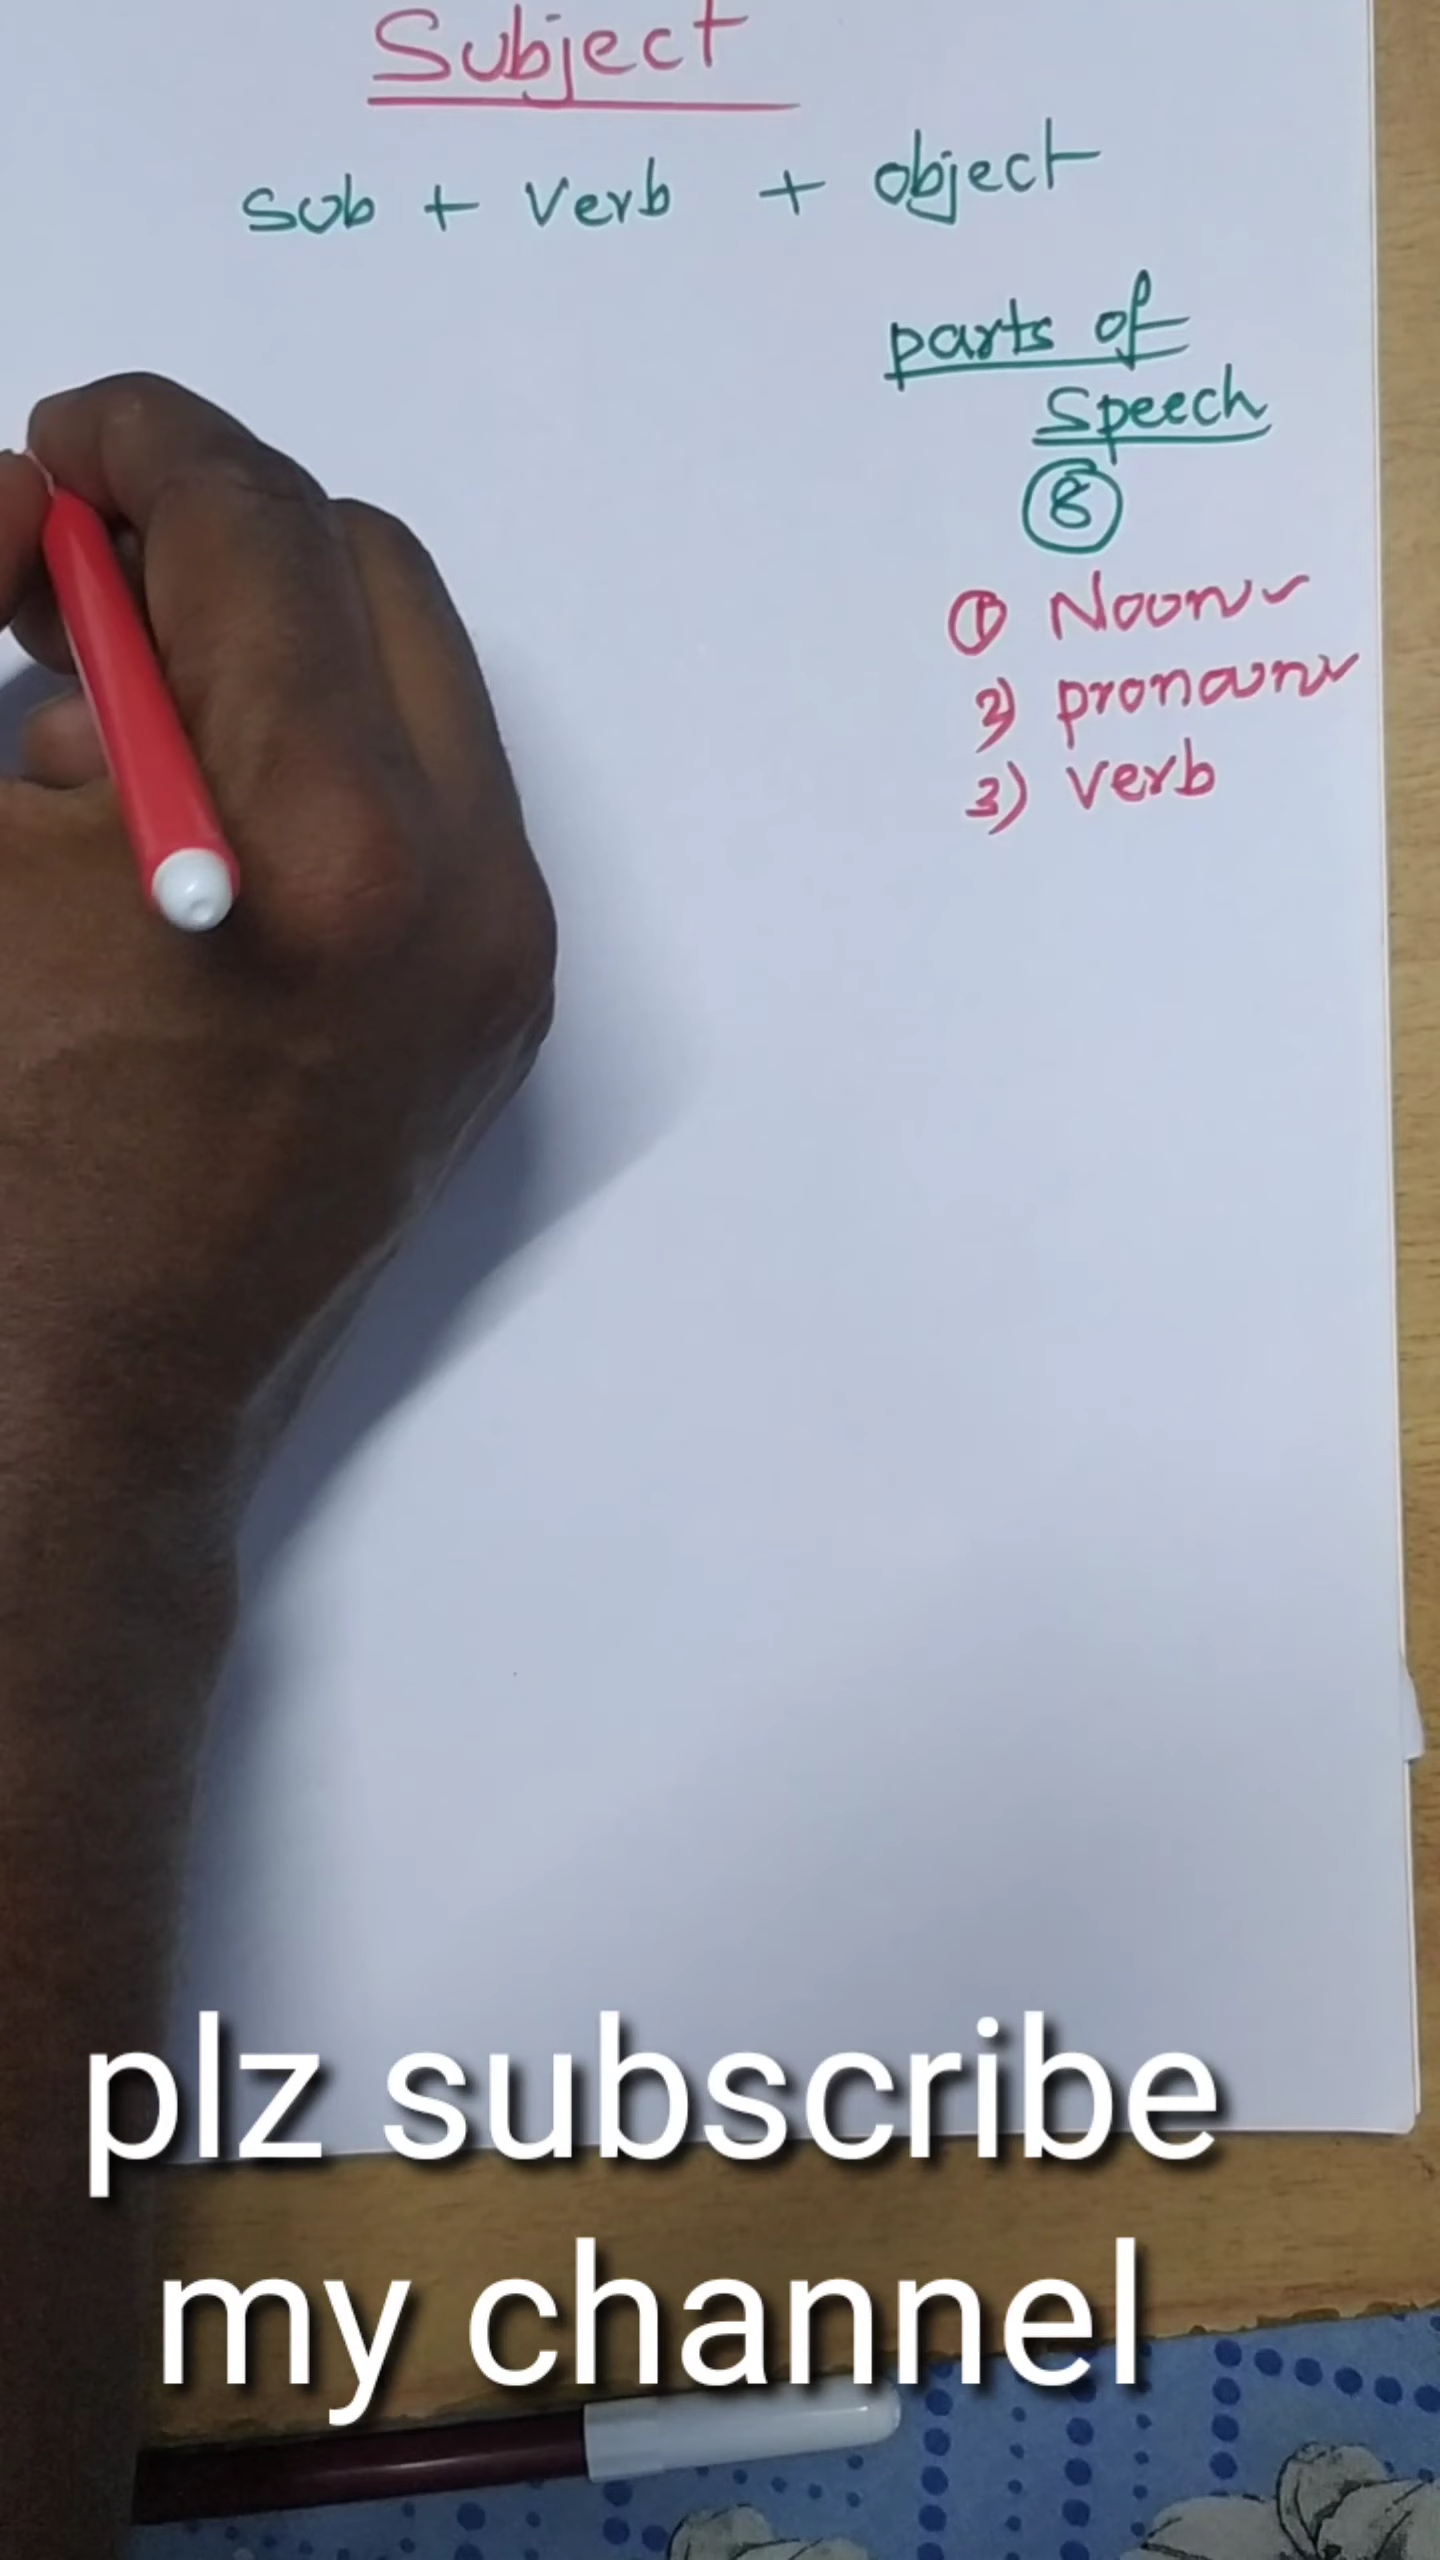 Subject
Sub + Verb + object
parts of
Speech
8
1 Noun ✓
2) pronoun ✓
3) verb
plz subscribe
my channel